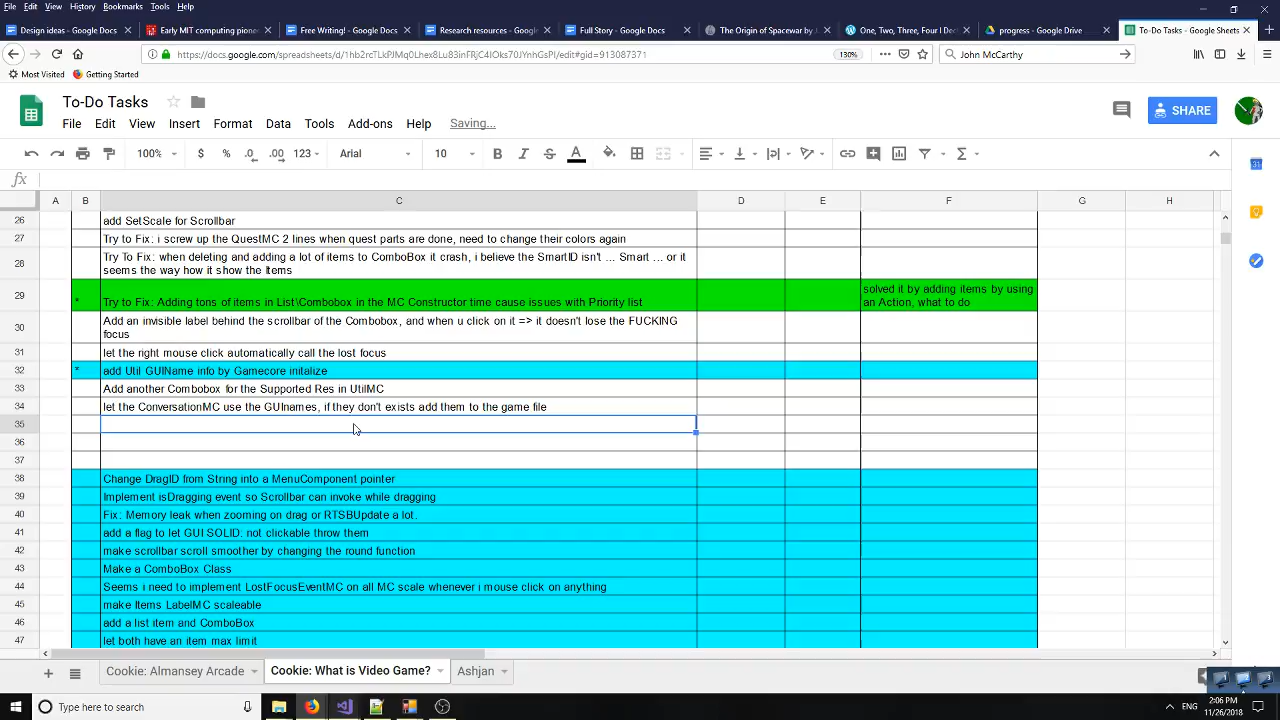 File Edit View History Bookmarks Tools Help
Design ideas - Google Docs
Early MIT computing pioneer
Free Writing! - Google Docs
Research resources - Google
Full Story - Google Docs
The Origin of Spacewar by J
One, Two, Three, Four I Dec
progress - Google Drive
To-Do Tasks - Google Sheets
https://docs.google.com/spreadsheets/d/
130%
John McCarthy
Most Visited Getting Started
To-Do Tasks
File Edit View Insert Format Data Tools Add-ons Help Saving...
SHARE
100% $ % .0 .00 123 Arial 10 B I S A
fx
A B C D E F G H
26 add SetScale for Scrollbar
27 Try to Fix: i screw up the QuestMC 2 lines when quest parts are done, need to change their colors again
28 Try To Fix: when deleting and adding a lot of items to ComboBox it crash, i believe the SmartID isn't ... Smart ... or it
seems the way how it show the Items
29 * Try to Fix: Adding tons of items in List\Combobox in the MC Constructor time cause issues with Priority list
solved it by adding items by using
an Action, what to do
30 Add an invisible label behind the scrollbar of the Combobox, and when u click on it => it doesn't lose the FUCKING
focus
31 let the right mouse click automatically call the lost focus
32 * add Util GUIName info by Gamecore initalize
33 Add another Combobox for the Supported Res in UtilMC
34 let the ConversationMC use the GUInames, if they don't exists add them to the game file
35
36
37
38 Change DragID from String into a MenuComponent pointer
39 Implement isDragging event so Scrollbar can invoke while dragging
40 Fix: Memory leak when zooming on drag or RTSBUpdate a lot.
41 add a flag to let GUI SOLID: not clickable throw them
42 make scrollbar scroll smoother by changing the round function
43 Make a ComboBox Class
44 Seems i need to implement LostFocusEventMC on all MC scale whenever i mouse click on anything
45 make Items LabelMC scaleable
46 add a list item and ComboBox
47 let both have an item max limit
Cookie: Almansey Arcade Cookie: What is Video Game? Ashjan
Type here to search
ENG
2:06 PM
11/26/2018